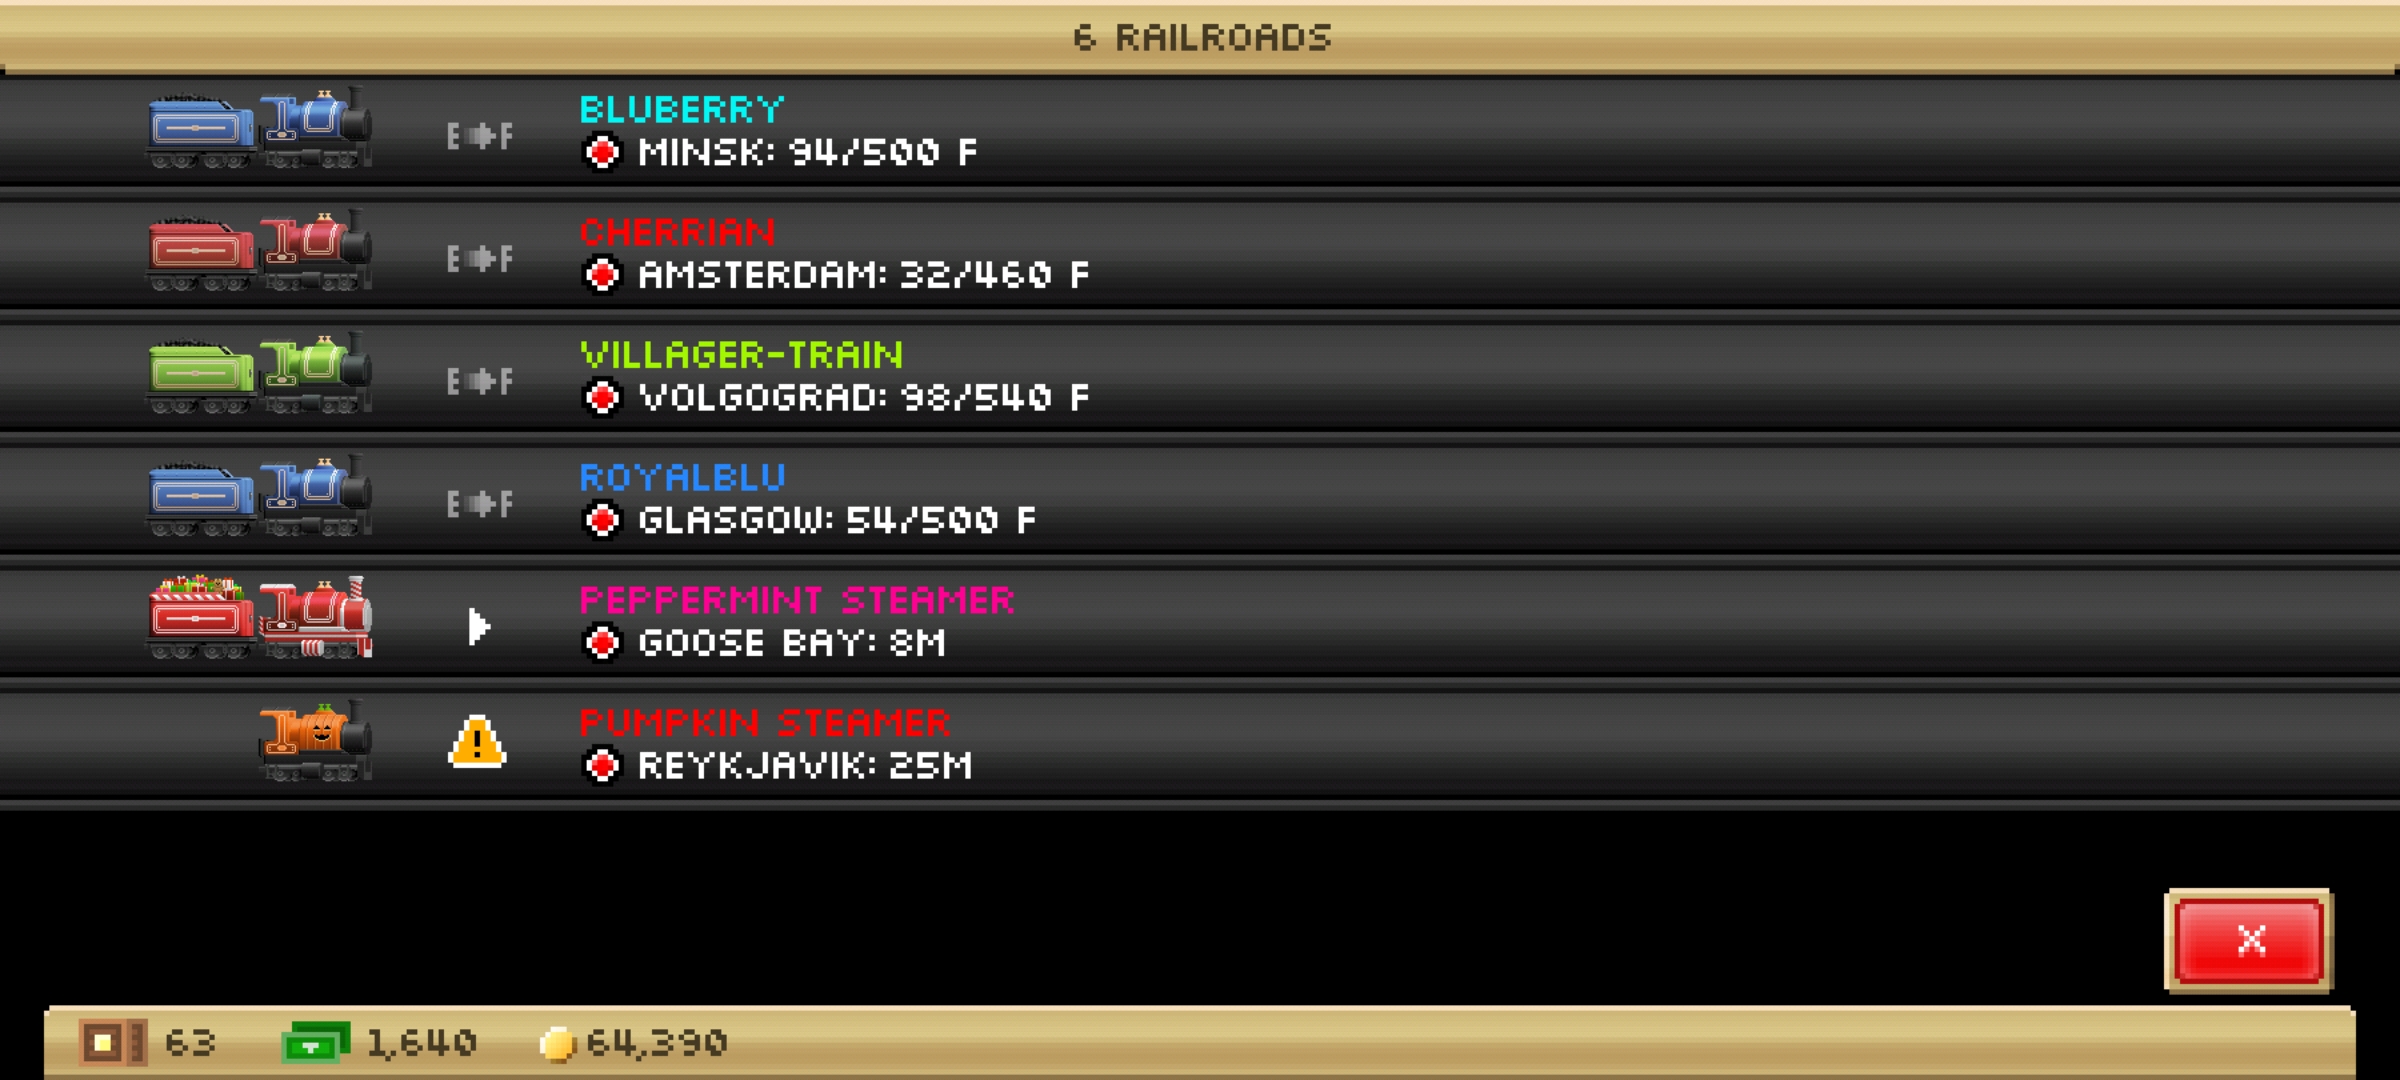 6 RAILROADS
E F
BLUBERRY
MINSK: 94/500 F
E F
CHERRIAN
AMSTERDAM: 32/460 F
E F
VILLAGER-TRAIN
VOLGOGRAD: 98/540 F
E F
ROYALBLU
GLASGOW: 54/500 F
PEPPERMINT STEAMER
GOOSE BAY: 8M
!
PUMPKIN STEAMER
REYKJAVIK: 25M
X
63 1,640 64,390